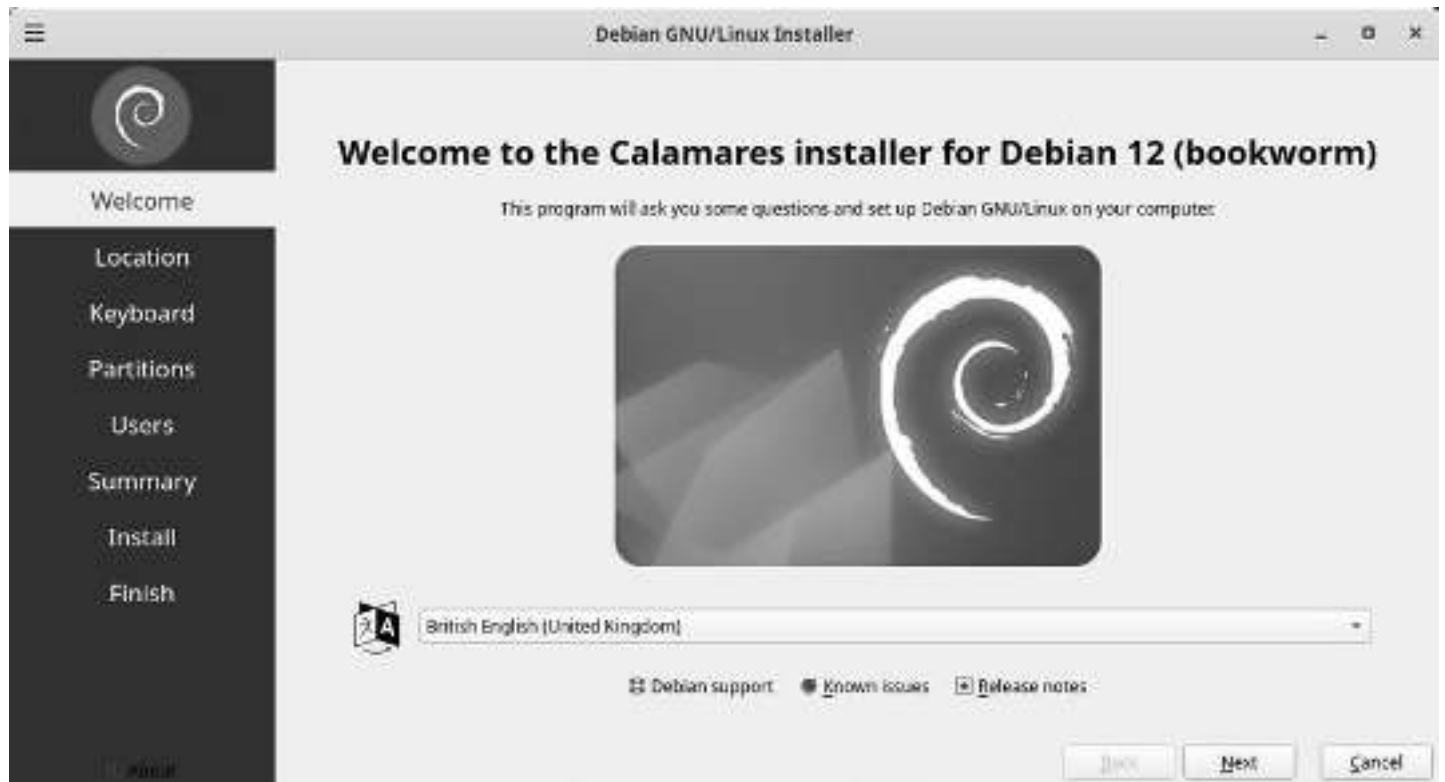 Debian GNU/Linux Installer
Welcome
Location
Keyboard
Partitions
Users
Summary
Install
Finish
About
Welcome to the Calamares installer for Debian 12 (bookworm)
This program will ask you some questions and set up Debian GNU/Linux on your computer.
British English (United Kingdom)
Debian support Known issues Release notes
Back Next Cancel